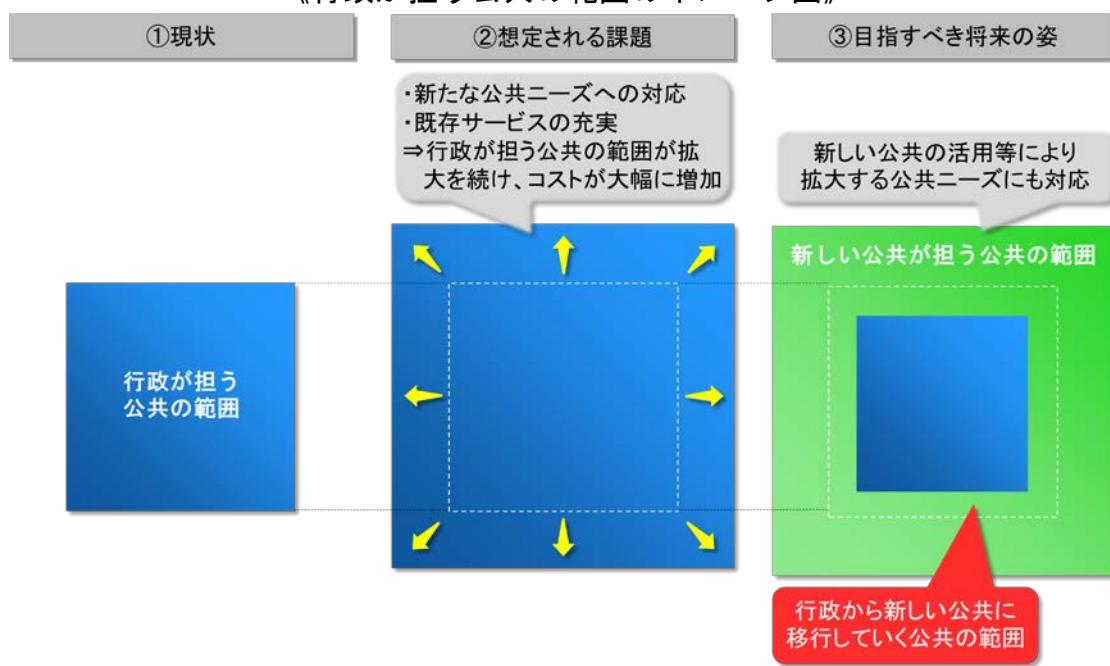 ①現状
②想定される課題
③目指すべき将来の姿
・新たな公共ニーズへの対応
・既存サービスの充実
⇒行政が担う公共の範囲が拡
大を続け、コストが大幅に増加
新しい公共の活用等により
拡大する公共ニーズにも対応
新しい公共が担う公共の範囲
行政が担う
公共の範囲
行政から新しい公共に
移行していく公共の範囲